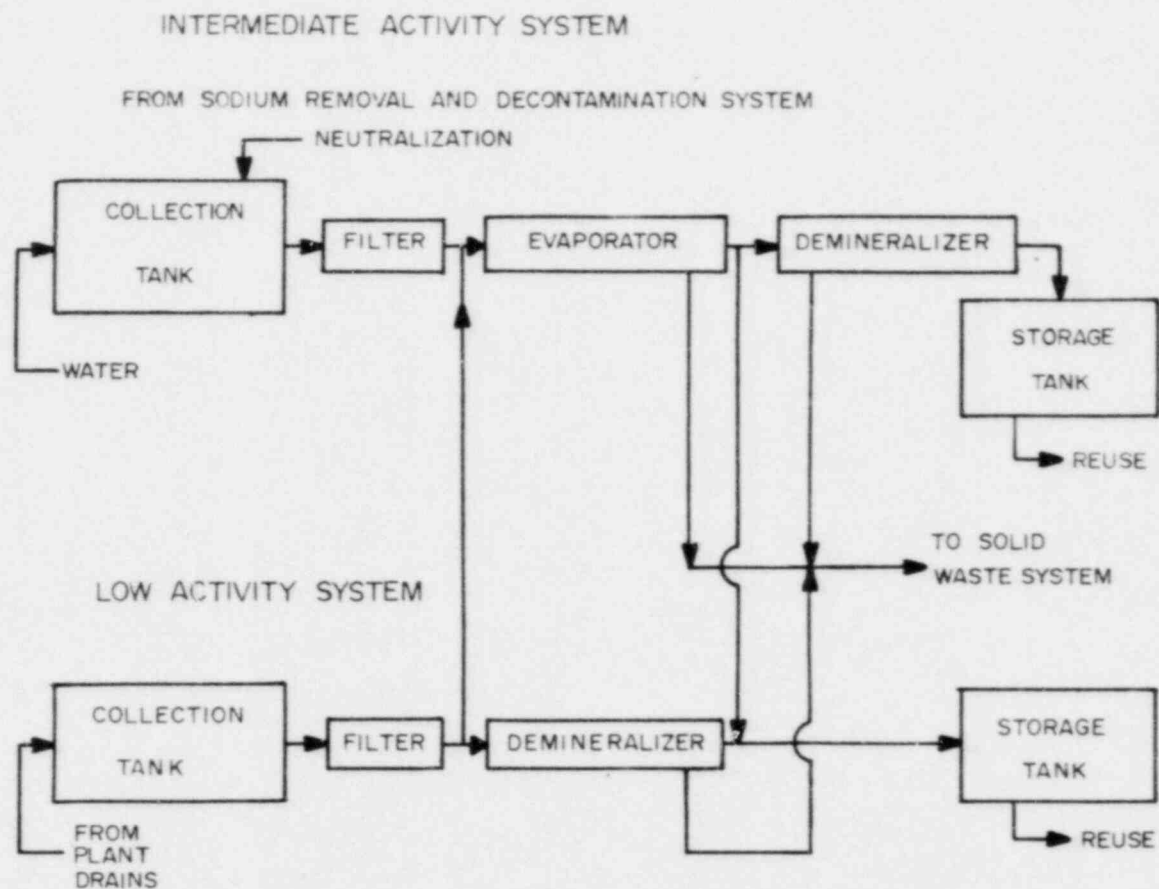 INTERMEDIATE ACTIVITY SYSTEM
FROM SODIUM REMOVAL AND DECONTAMINATION SYSTEM
NEUTRALIZATION
COLLECTION
TANK
FILTER
EVAPORATOR
DEMINERALIZER
WATER
STORAGE
TANK
REUSE
TO SOLID
WASTE SYSTEM
LOW ACTIVITY SYSTEM
COLLECTION
TANK
FILTER
DEMINERALIZER
STORAGE
TANK
REUSE
FROM
PLANT
DRAINS